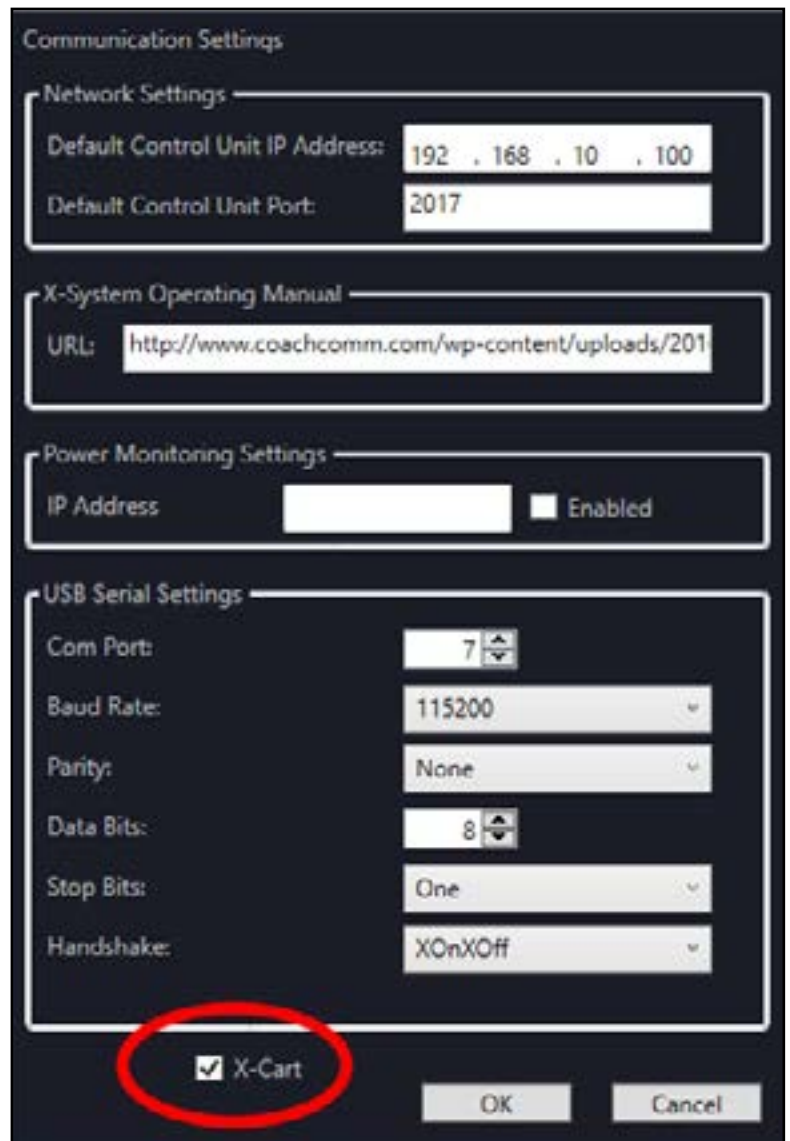 Communication Settings
Network Settings
Default Control Unit IP Address: 192 . 168 . 10 . 100
Default Control Unit Port: 2017
X-System Operating Manual
URL: http://www.coachcomm.com/wp-content/uploads/201
Power Monitoring Settings
IP Address Enabled
USB Serial Settings
Com Port: 7
Baud Rate: 115200
Parity: None
Data Bits: 8
Stop Bits: One
Handshake: XOnXOff
X-Cart
OK Cancel